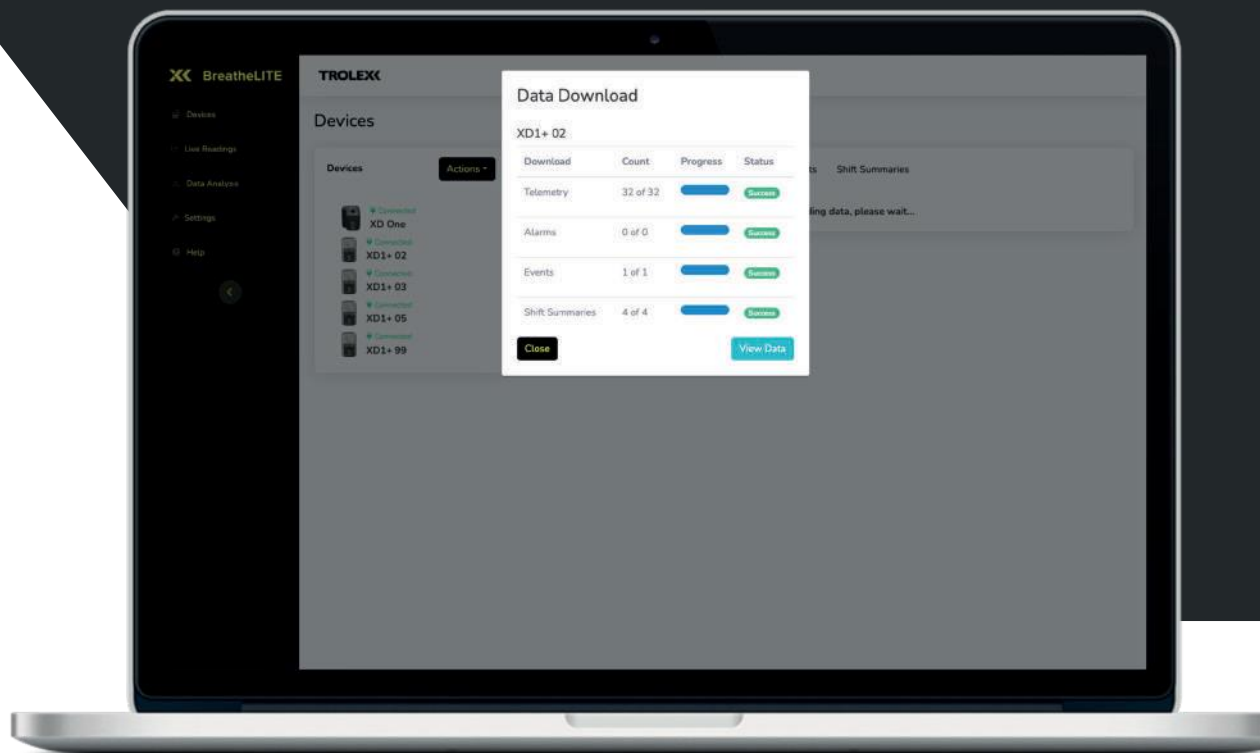 BreatheLITE
Devices
Live Readings
Data Analysis
Settings
Help
TROLEX
Devices
Devices
Actions
Connected
XD One
Connected
XD1+ 02
Connected
XD1+ 03
Connected
XD1+ 05
Connected
XD1+ 99
Data Download
XD1+ 02
Download Count Progress Status
Telemetry 32 of 32 Success
Alarms 0 of 0 Success
Events 1 of 1 Success
Shift Summaries 4 of 4 Success
Close View Data
ts Shift Summaries
ing data, please wait...